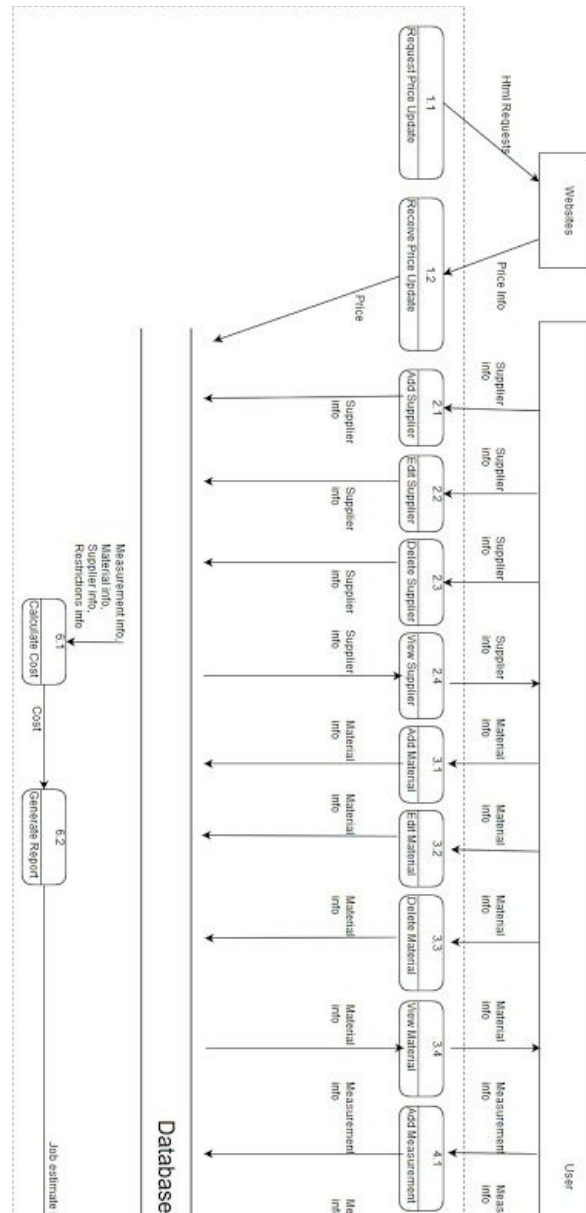 Websites
User
Html Requests
Price Info
Supplier
info
Supplier
info
Supplier
info
Supplier
info
Material
info
Material
info
Material
info
Material
info
Measurement
info
Meas
info
1.1
Request Price Update
1.2
Receive Price Update
2.1
Add Supplier
2.2
Edit Supplier
2.3
Delete Supplier
2.4
View Supplier
3.1
Add Material
3.2
Edit Material
3.3
Delete Material
3.4
View Material
4.1
Add Measurement
Price
Supplier
info
Supplier
info
Supplier
info
Supplier
info
Material
info
Material
info
Material
info
Material
info
Measurement
info
Me
Database
Measurement info,
Material info,
Supplier info,
Restrictions info
6.1
Calculate Cost
Cost
6.2
Generate Report
Job estimate